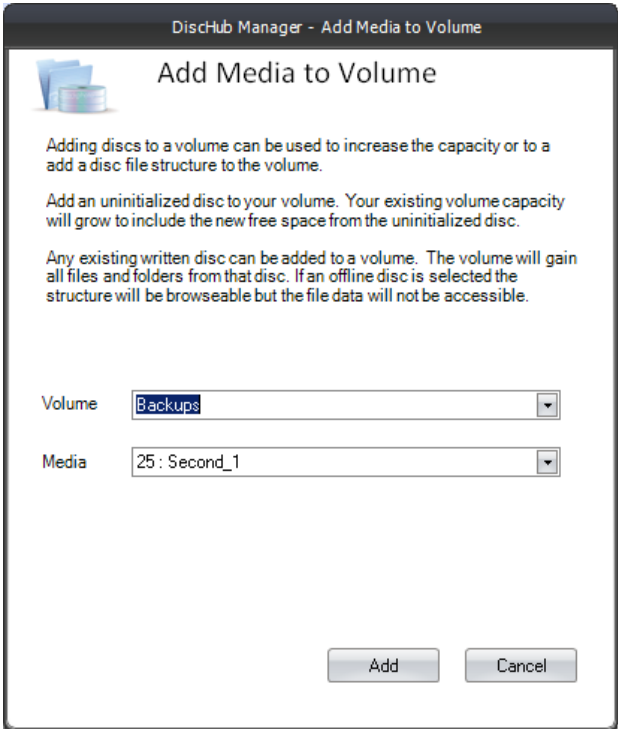 DiscHub Manager - Add Media to Volume
Add Media to Volume
Adding discs to a volume can be used to increase the capacity or to a
add a disc file structure to the volume.
Add an uninitialized disc to your volume. Your existing volume capacity
will grow to include the new free space from the uninitialized disc.
Any existing written disc can be added to a volume. The volume will gain
all files and folders from that disc. If an offline disc is selected the
structure will be browseable but the file data will not be accessible.
Volume Backups
Media 25 : Second_1
Add Cancel